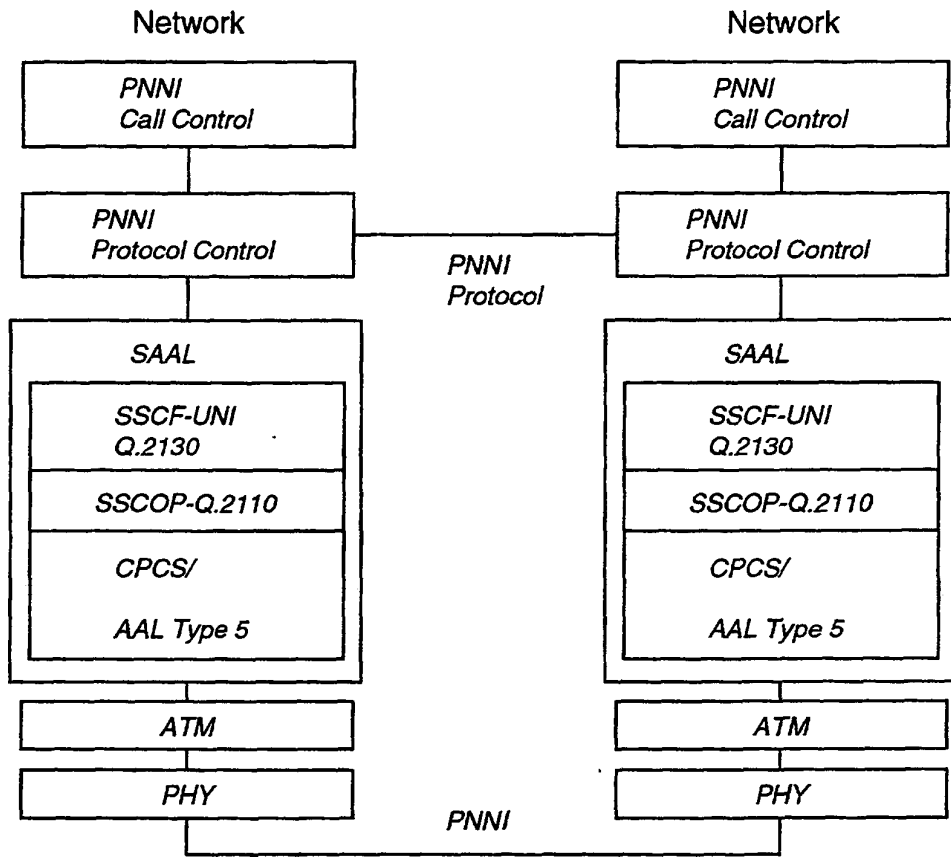 Network
PNNI
Call Control
PNNI
Protocol Control
SAAL
SSCF-UNI
Q.2130
SSCOP-Q.2110
CPCS/
AAL Type 5
ATM
PHY
PNNI
Protocol
PNNI
Network
PNNI
Call Control
PNNI
Protocol Control
SAAL
SSCF-UNI
Q.2130
SSCOP-Q.2110
CPCS/
AAL Type 5
ATM
PHY